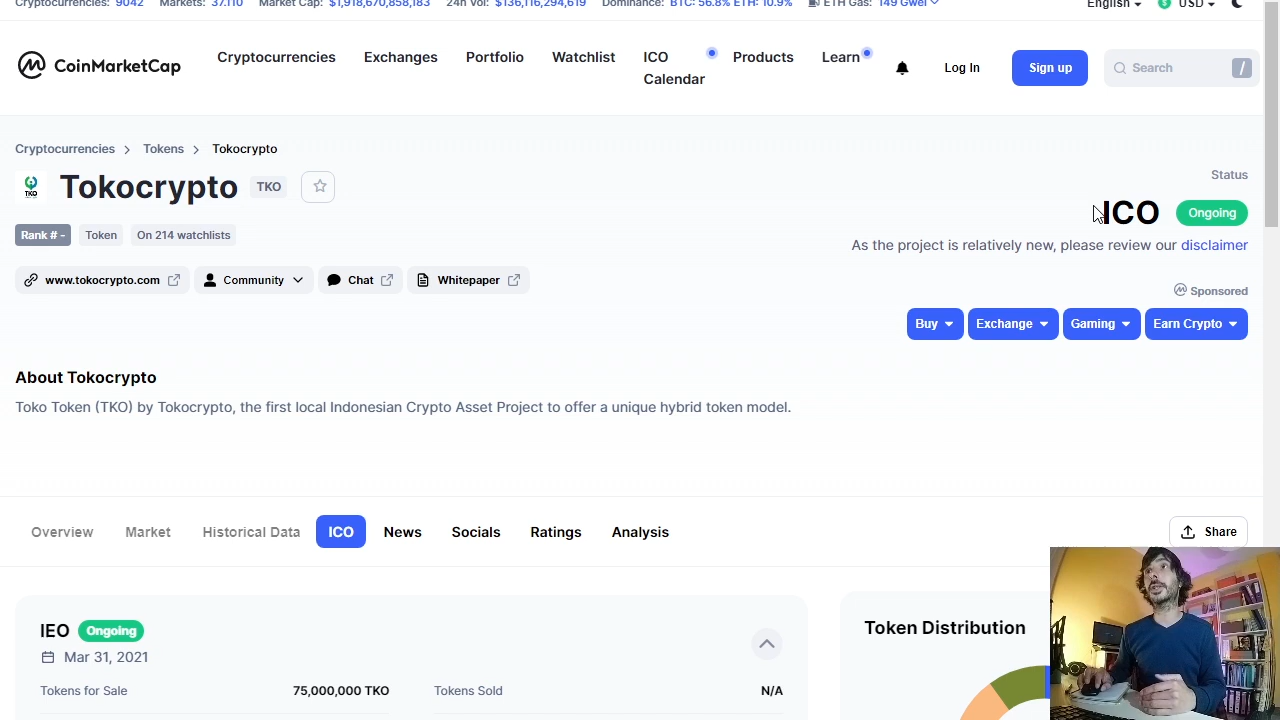 Cryptocurrencies: 9042 Markets: 37.110 Market Cap: $1,918,670,858,183 24h Vol: $136,116,294,619 Dominance: BTC: 56.8% ETH: 10.9% ETH Gas: 149 Gwei English USD
CoinMarketCap Cryptocurrencies Exchanges Portfolio Watchlist ICO Calendar Products Learn Log In Sign up Search /
Cryptocurrencies > Tokens > Tokocrypto
Status
TKO Tokocrypto TKO
ICO Ongoing
Rank # - Token On 214 watchlists
As the project is relatively new, please review our disclaimer
www.tokocrypto.com Community Chat Whitepaper
Sponsored
Buy Exchange Gaming Earn Crypto
About Tokocrypto
Toko Token (TKO) by Tokocrypto, the first local Indonesian Crypto Asset Project to offer a unique hybrid token model.
Overview Market Historical Data ICO News Socials Ratings Analysis Share
IEO Ongoing
Mar 31, 2021
Tokens for Sale 75,000,000 TKO Tokens Sold N/A
Token Distribution